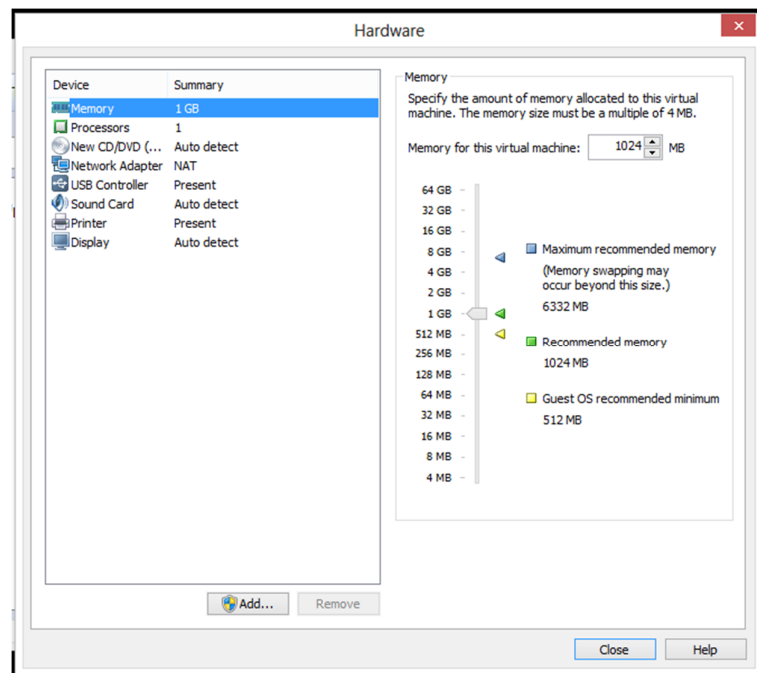 Hardware
Device Summary
Memory 1 GB
Processors 1
New CD/DVD (... Auto detect
Network Adapter NAT
USB Controller Present
Sound Card Auto detect
Printer Present
Display Auto detect
Add...
Remove
Memory
Specify the amount of memory allocated to this virtual
machine. The memory size must be a multiple of 4 MB.
Memory for this virtual machine: 1024 MB
64 GB
32 GB
16 GB
8 GB
4 GB
2 GB
1 GB
512 MB
256 MB
128 MB
64 MB
32 MB
16 MB
8 MB
4 MB
Maximum recommended memory
(Memory swapping may
occur beyond this size.)
6332 MB
Recommended memory
1024 MB
Guest OS recommended minimum
512 MB
Close
Help